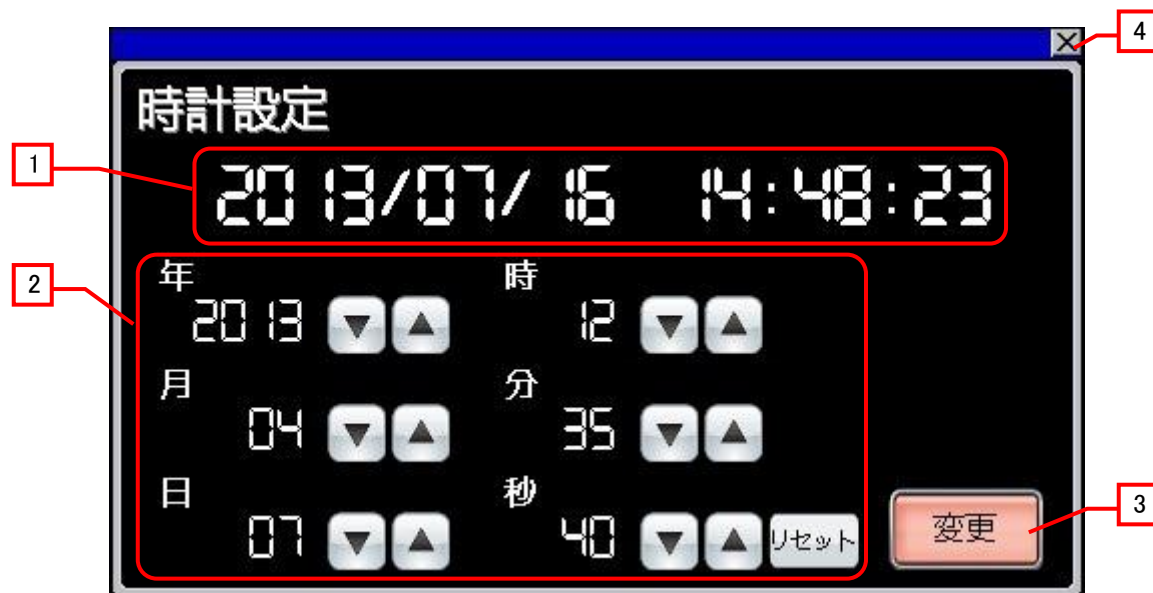 4
時計設定
1
2013/07/16 14:48:23
2
年 時
2013 ▼ ▲ 12 ▼ ▲
月 分
04 ▼ ▲ 35 ▼ ▲
日 秒
07 ▼ ▲ 40 ▼ ▲ リセット
変更
3